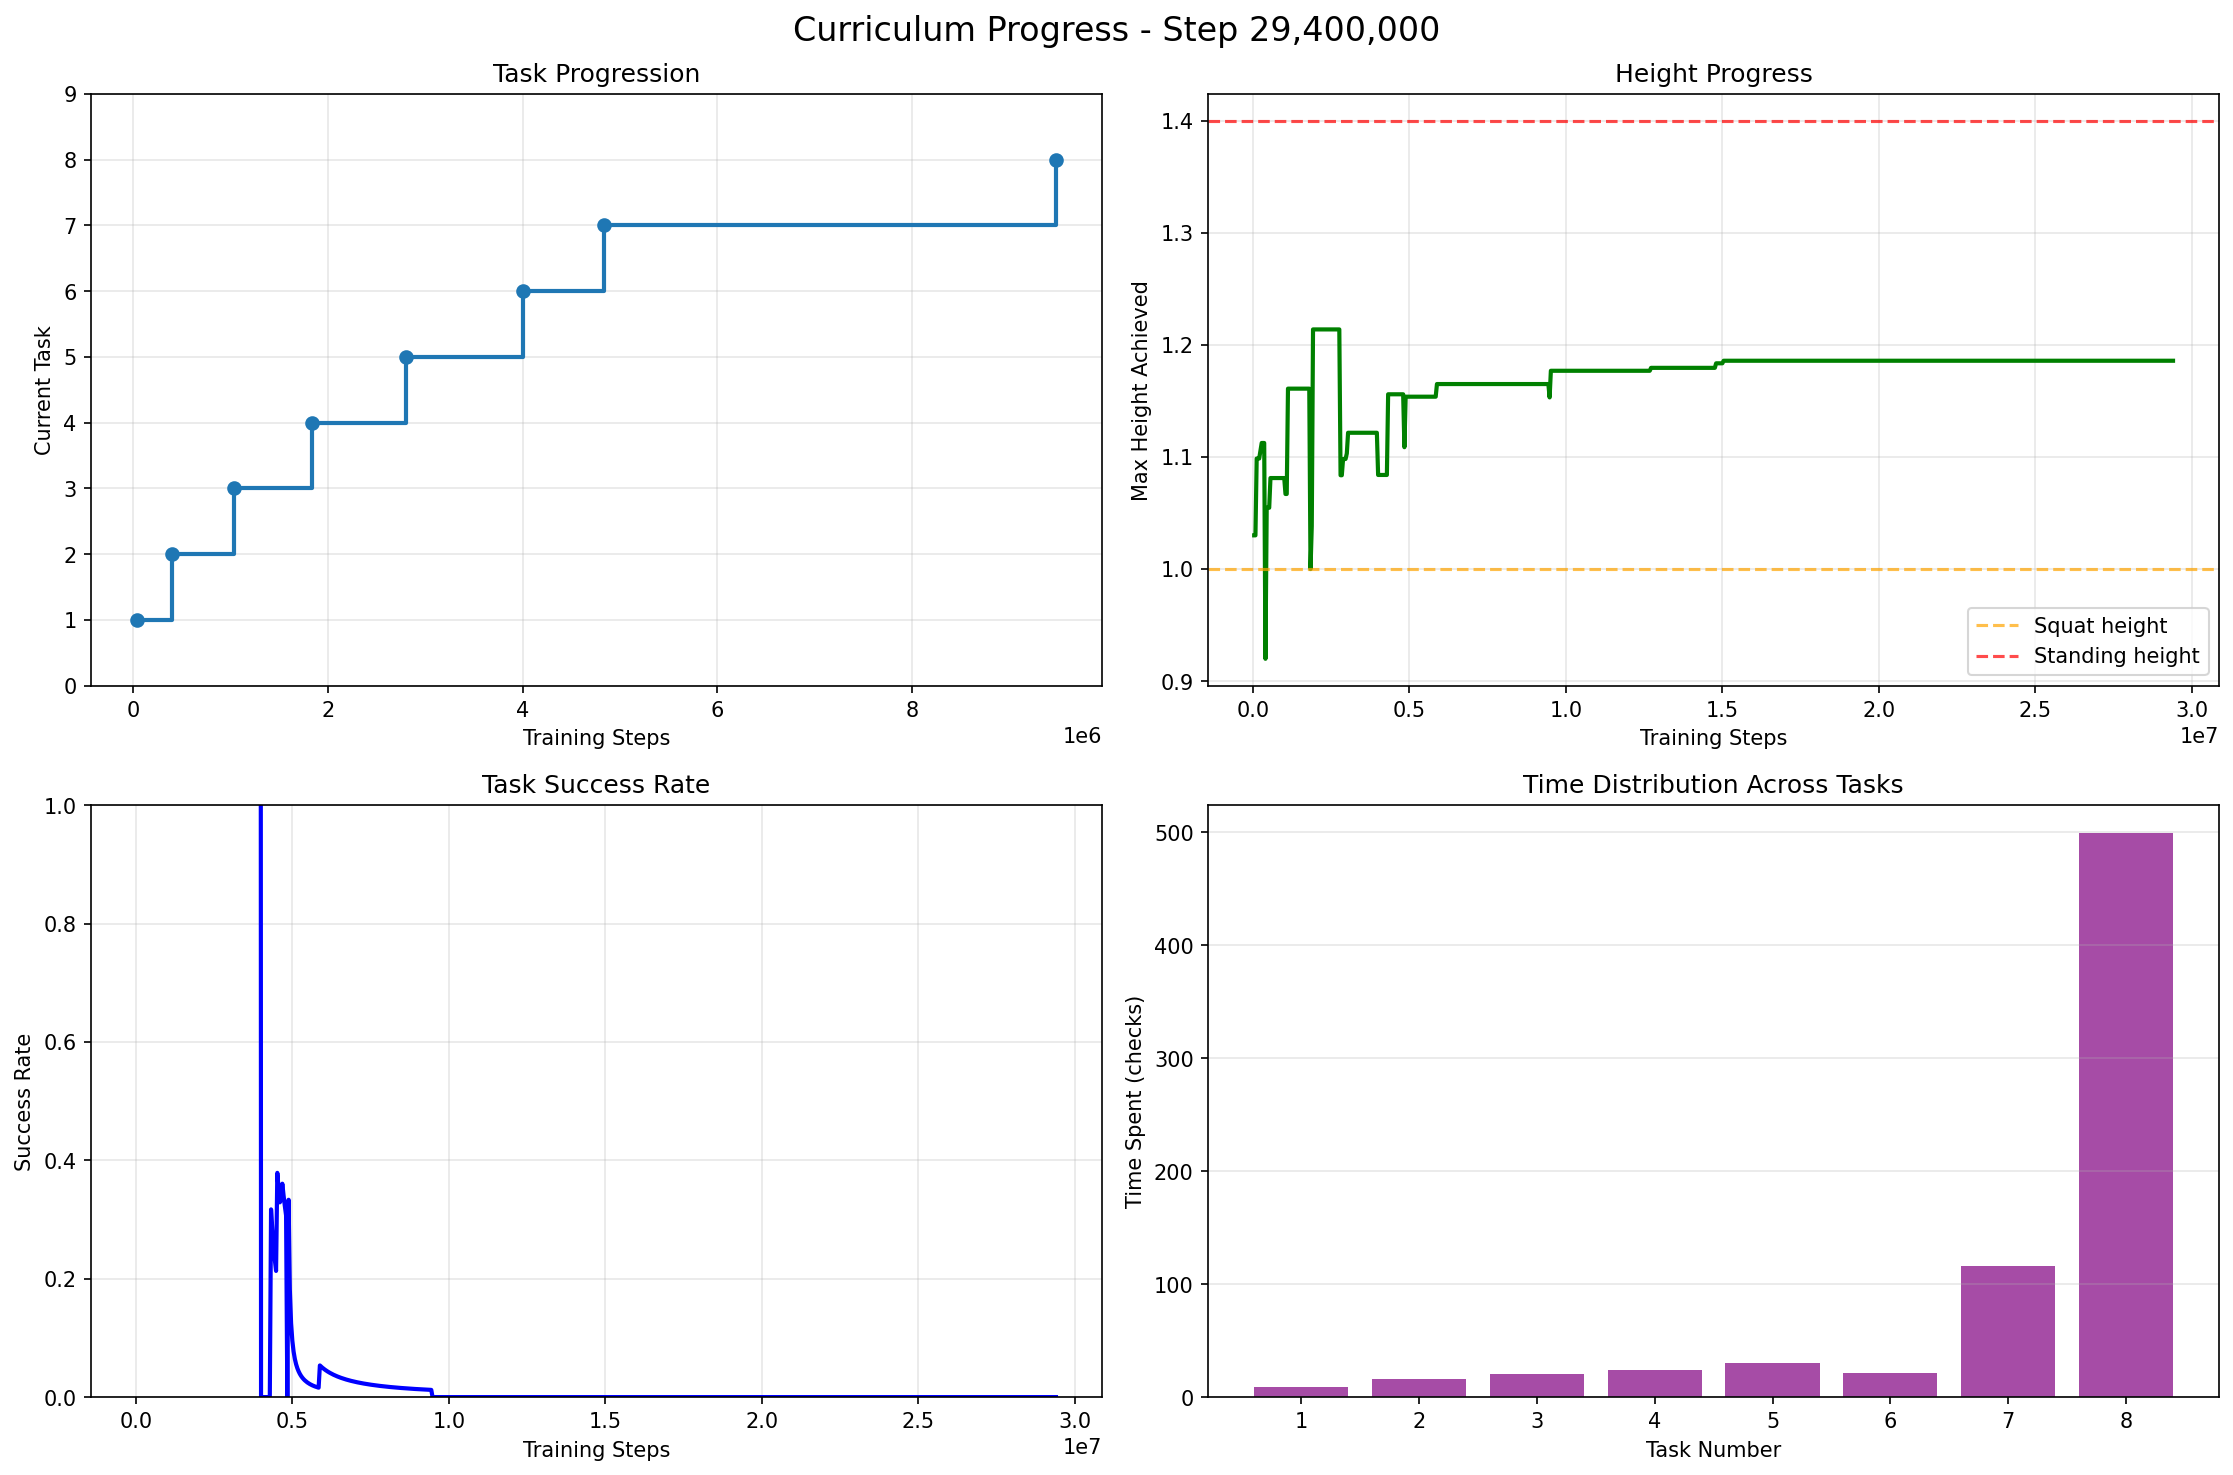 Curriculum Progress - Step 29,400,000
Task Progression
9
8
7
6
5
4
3
2
1
0
Current Task
0 2 4 6 8
1e6
Training Steps
Height Progress
1.4
1.3
1.2
1.1
1.0
0.9
Max Height Achieved
Squat height
Standing height
0.0 0.5 1.0 1.5 2.0 2.5 3.0
1e7
Training Steps
Task Success Rate
1.0
0.8
0.6
0.4
0.2
0.0
Success Rate
0.0 0.5 1.0 1.5 2.0 2.5 3.0
1e7
Training Steps
Time Distribution Across Tasks
500
400
300
200
100
0
Time Spent (checks)
1 2 3 4 5 6 7 8
Task Number